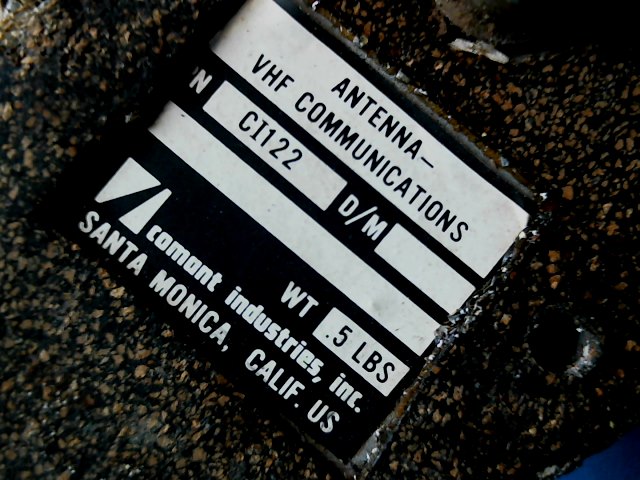 ANTENNA—
VHF COMMUNICATIONS
CI122
D/M
WT .5 LBS
comant industries, inc.
SANTA MONICA, CALIF. US